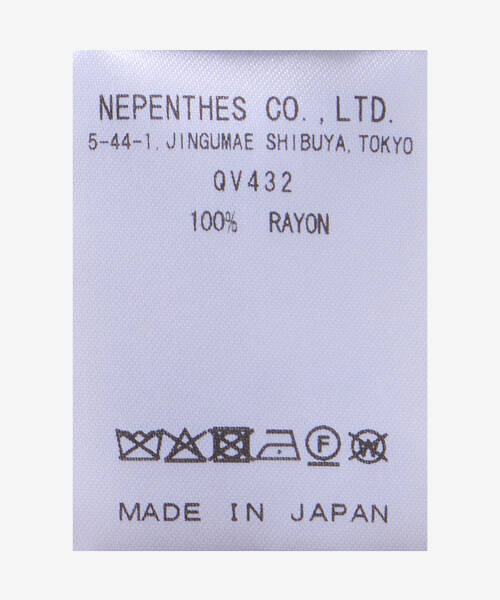 NEPENTHES CO.,LTD.
5-44-1, JINGUMAE SHIBUYA, TOKYO
QV432
100% RAYON
F W
MADE IN JAPAN